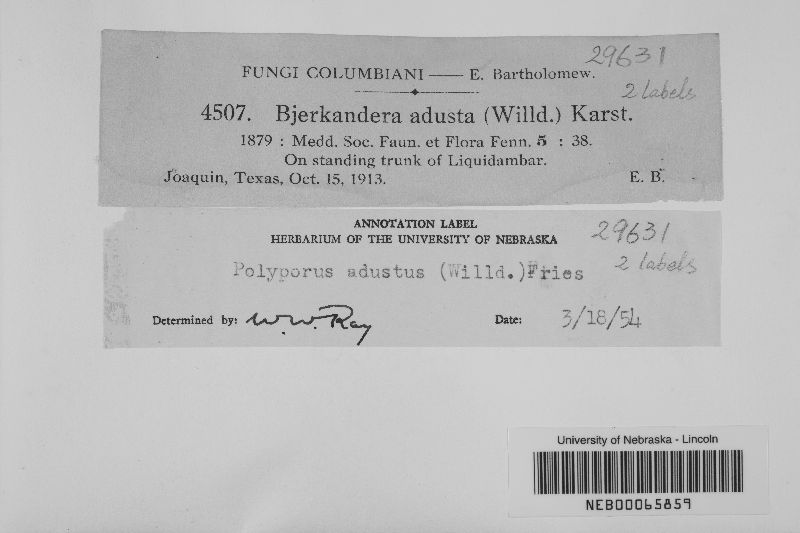 29631
FUNGI COLUMBIANI — E. Bartholomew.
2 labels
4507. Bjerkandera adusta (Willd.) Karst.
1879 : Medd. Soc. Faun. et Flora Fenn. 5 : 38.
On standing trunk of Liquidambar.
Joaquin, Texas, Oct. 15, 1913. E. B.
ANNOTATION LABEL
HERBARIUM OF THE UNIVERSITY OF NEBRASKA
29631
Polyporus adustus (Willd.)Fries
2 labels
Determined by: W. W. Ray Date: 3/18/54
University of Nebraska - Lincoln
NEB00065859